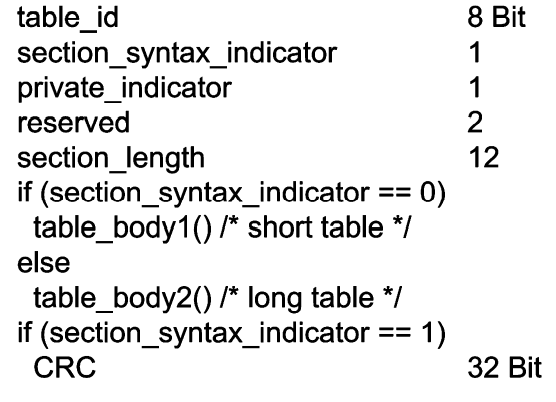 table_id 8 Bit
section_syntax_indicator 1
private_indicator 1
reserved 2
section_length 12
if (section_syntax_indicator == 0)
table_body1() /* short table */
else
table_body2() /* long table */
if (section_syntax_indicator == 1)
CRC 32 Bit